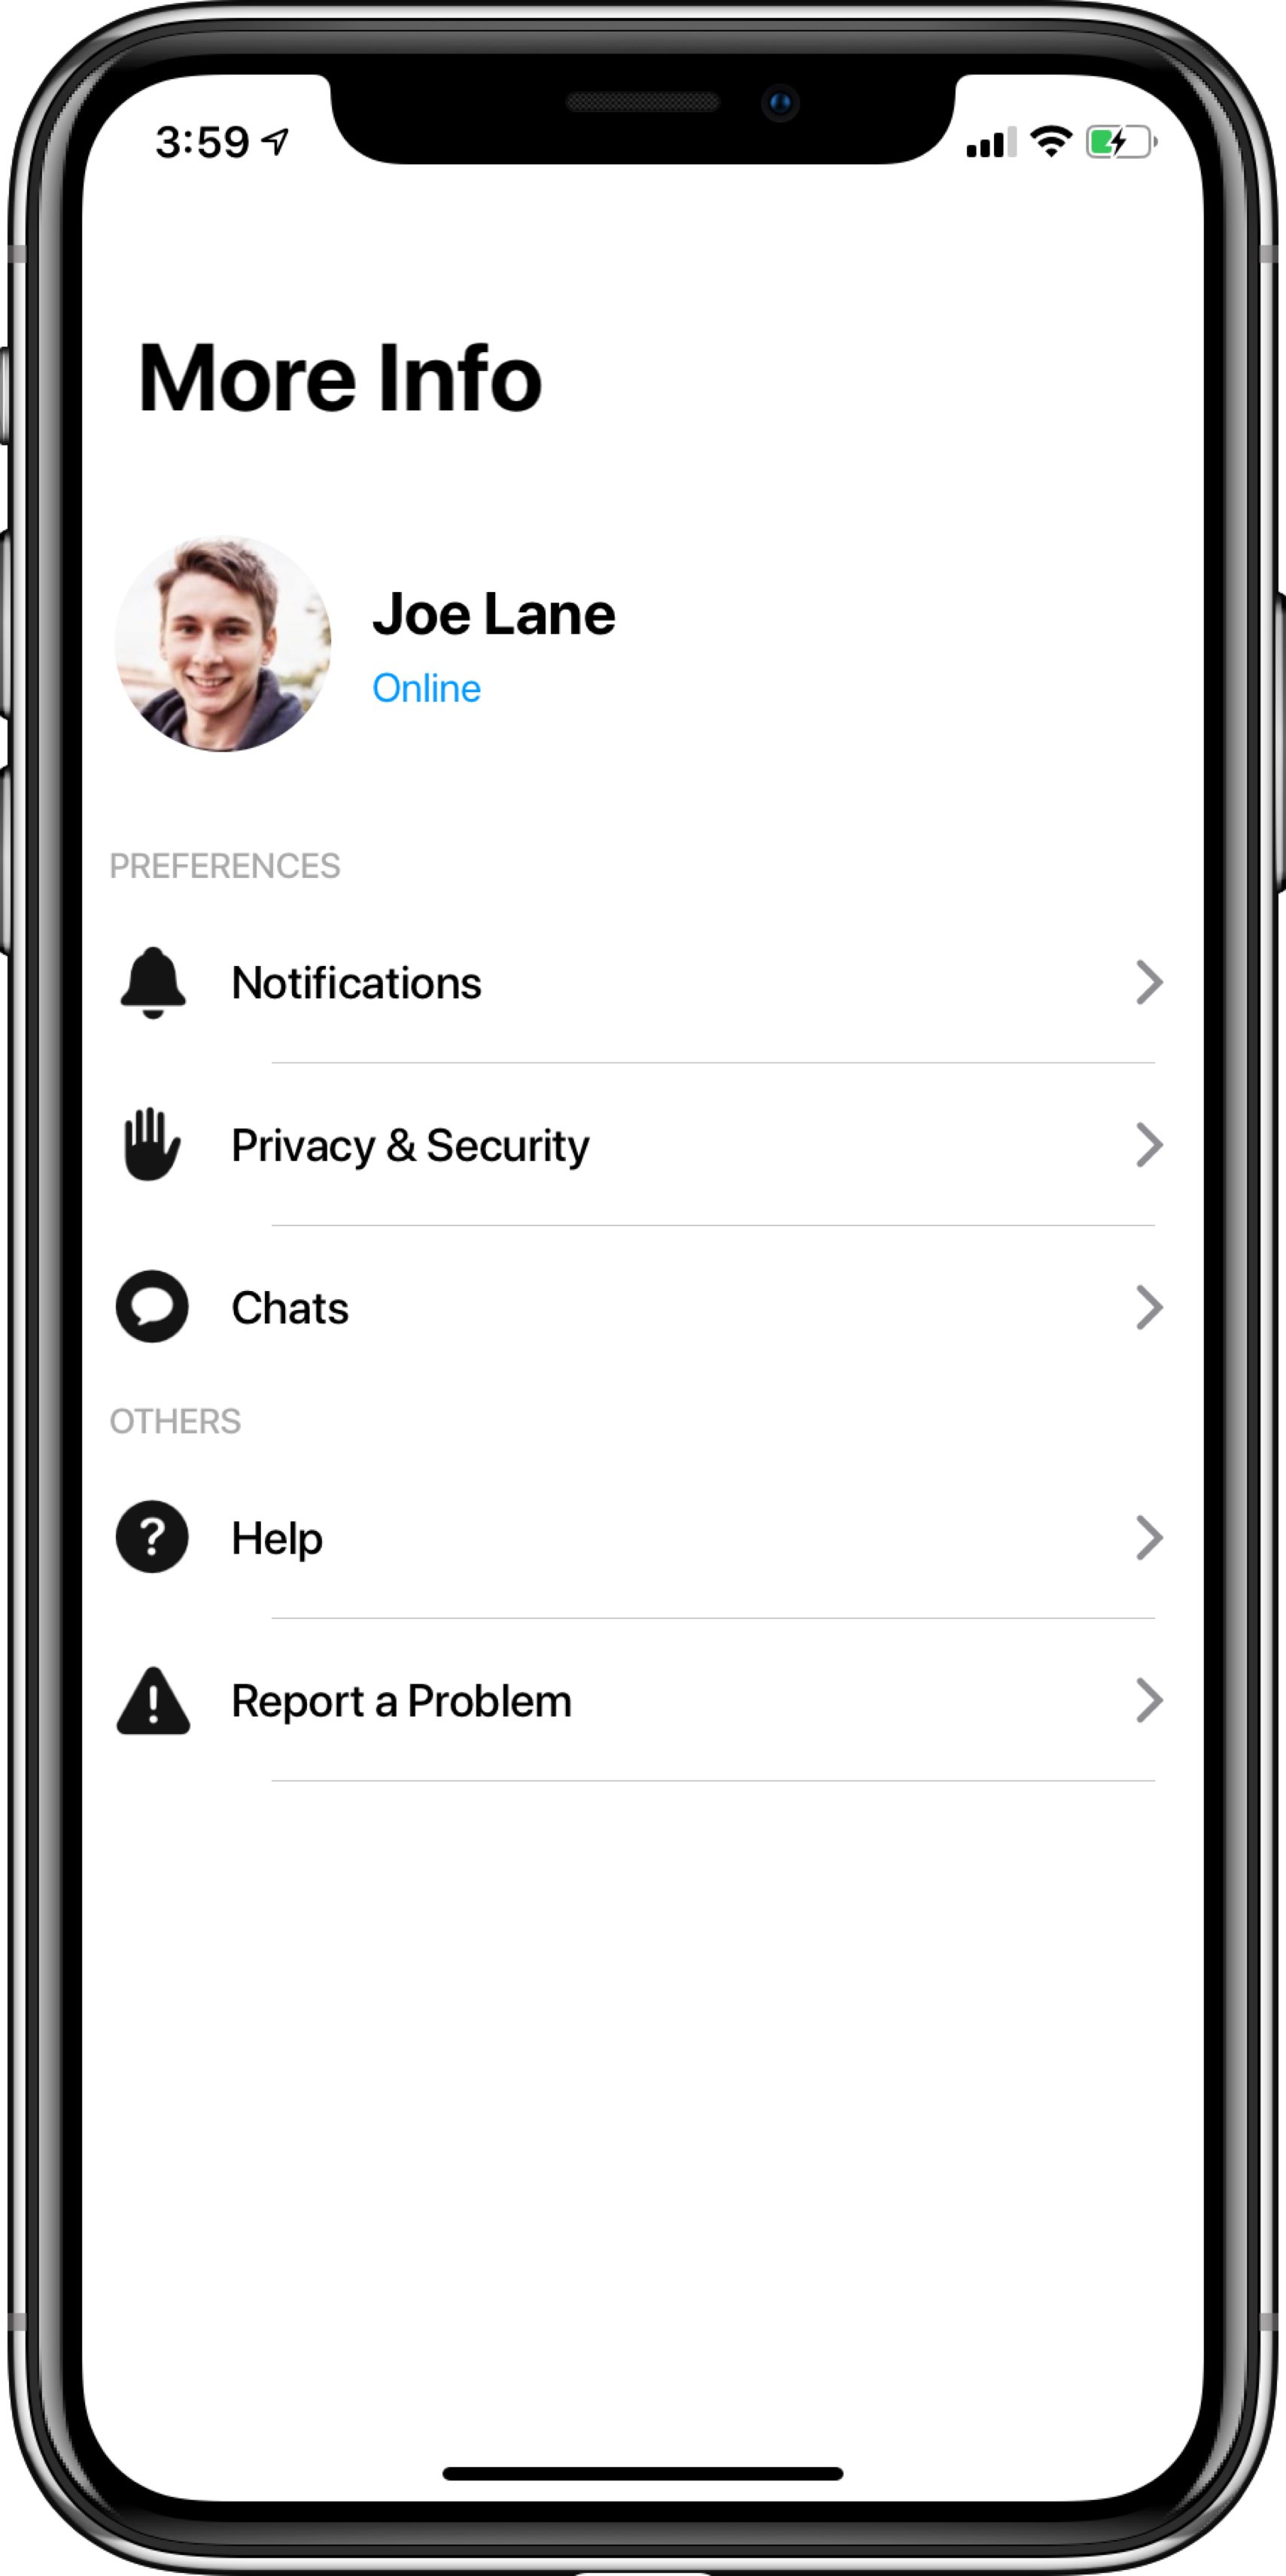 3:59
More Info
Joe Lane
Online
PREFERENCES
Notifications
Privacy & Security
Chats
OTHERS
Help
Report a Problem